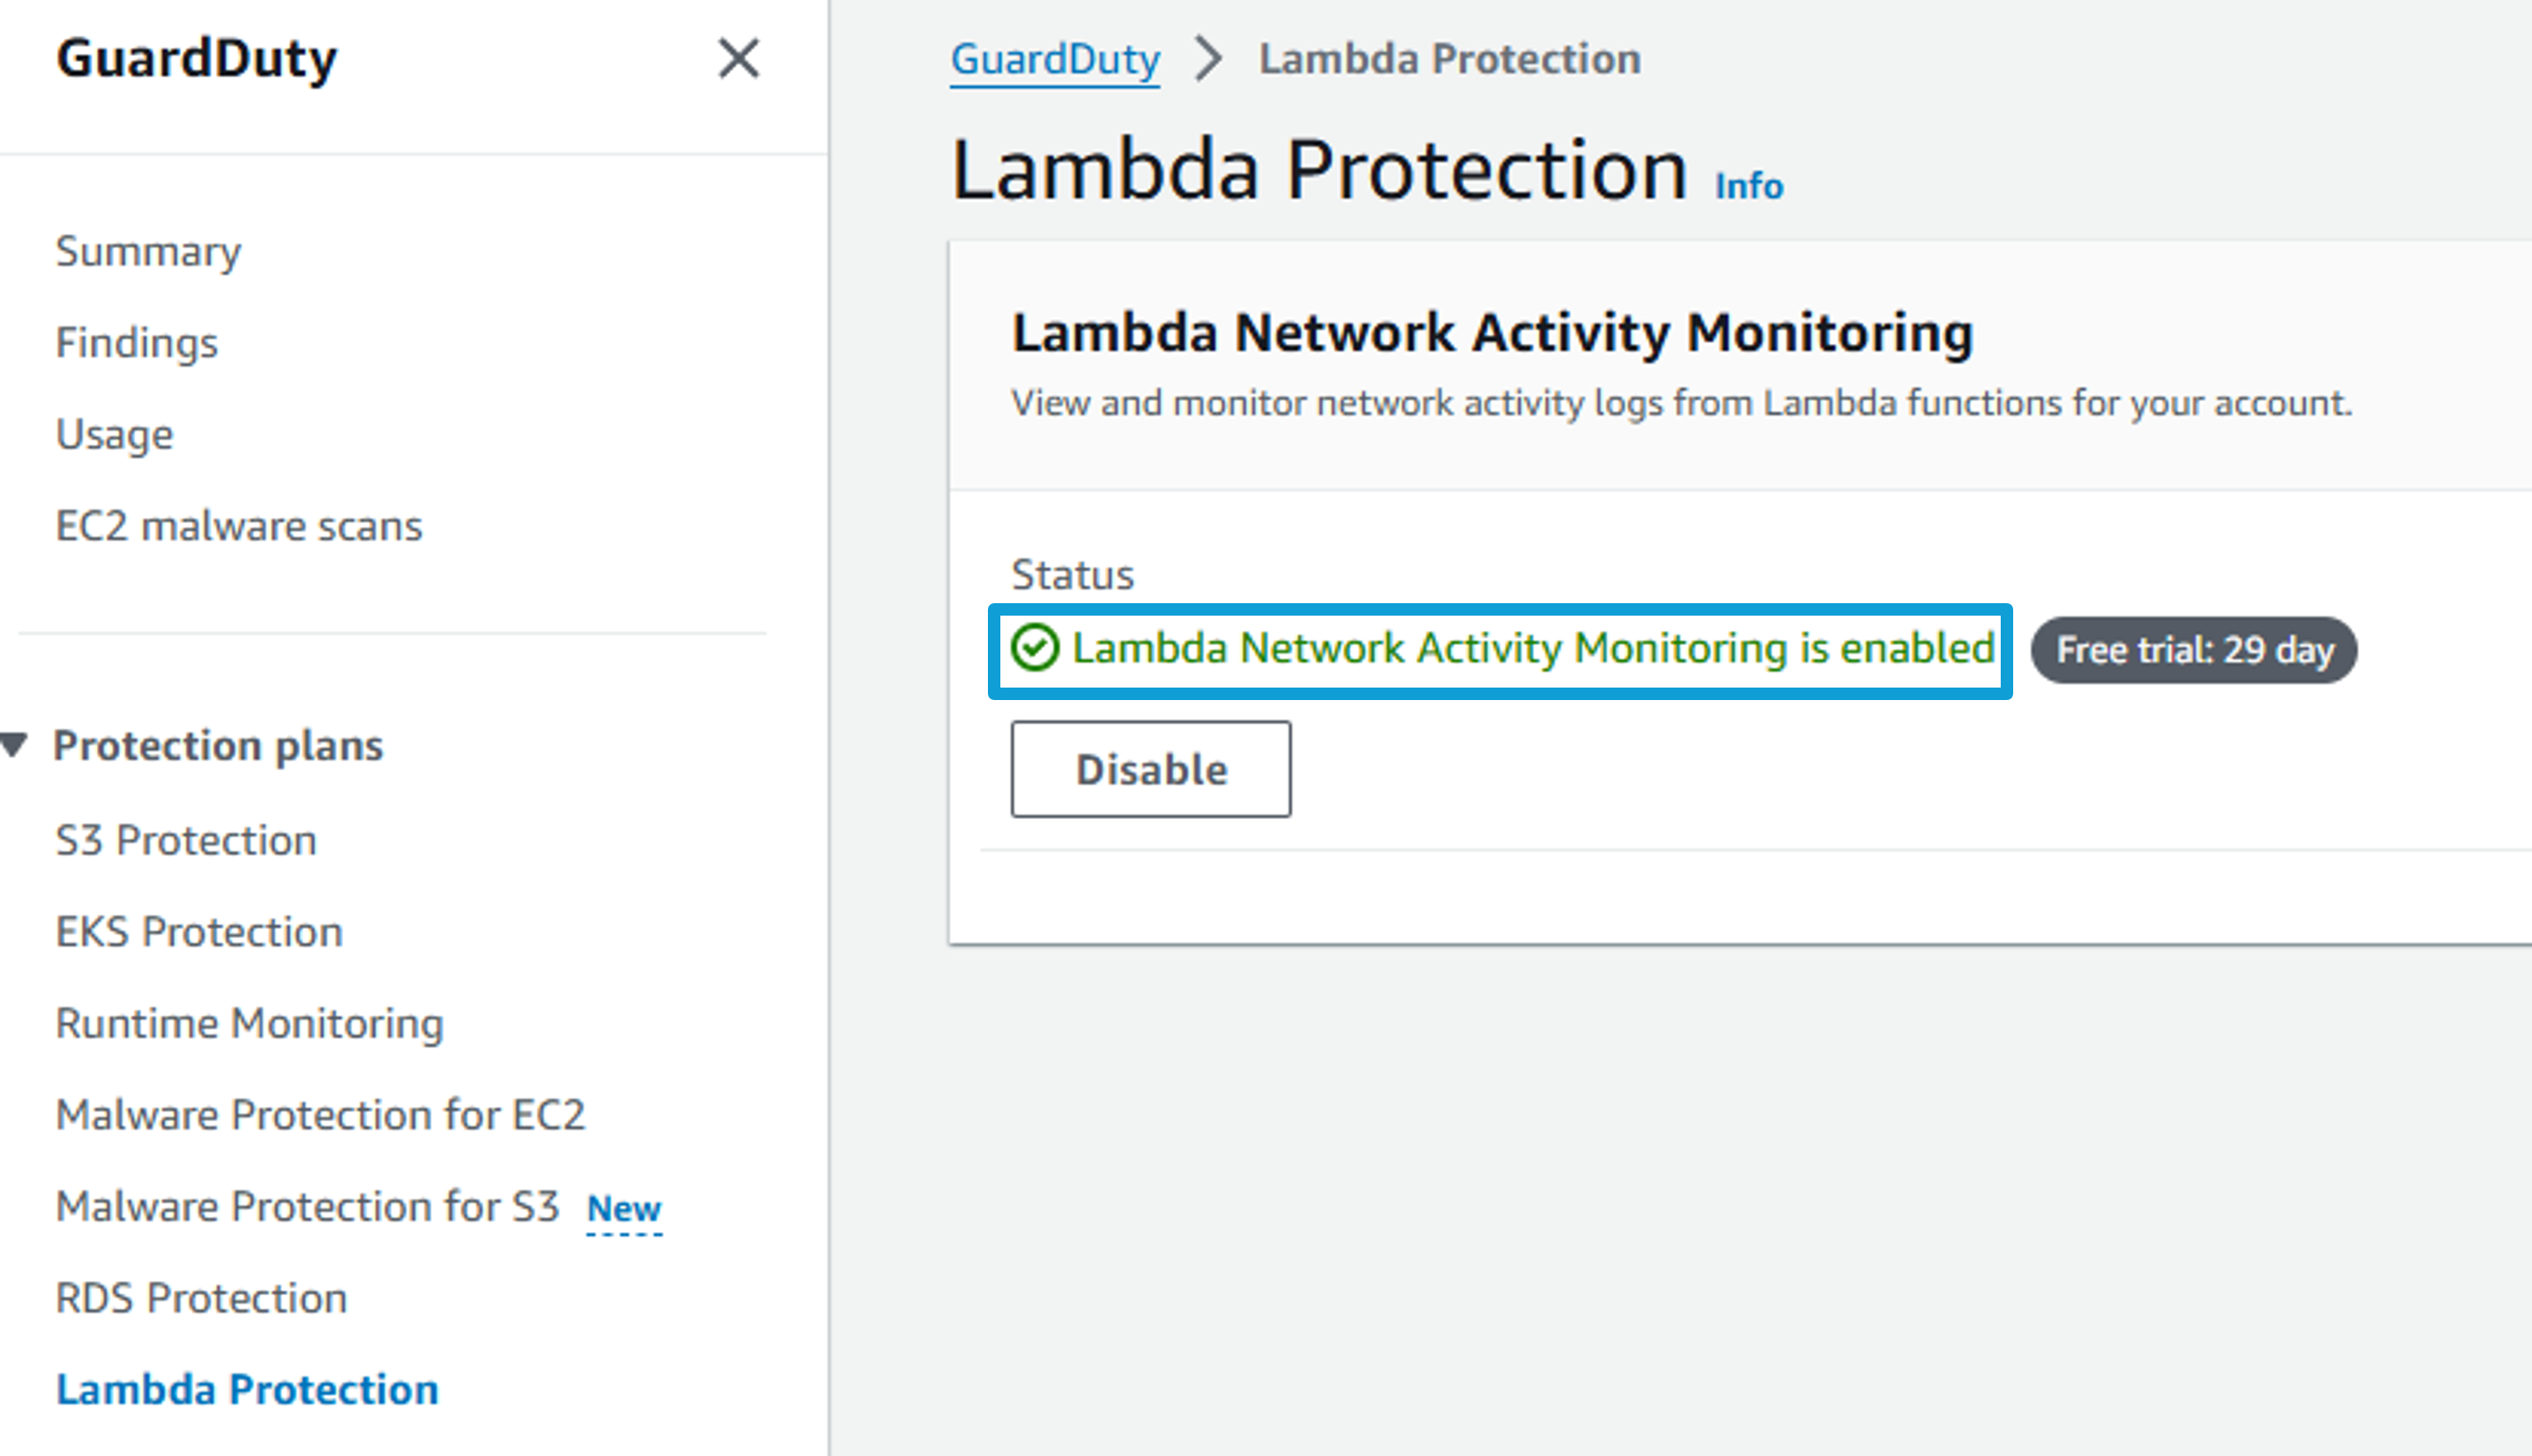 GuardDuty
Summary
Findings
Usage
EC2 malware scans
Protection plans
S3 Protection
EKS Protection
Runtime Monitoring
Malware Protection for EC2
Malware Protection for S3 New
RDS Protection
Lambda Protection
GuardDuty > Lambda Protection
Lambda Protection Info
Lambda Network Activity Monitoring
View and monitor network activity logs from Lambda functions for your account.
Status
Lambda Network Activity Monitoring is enabled Free trial: 29 day
Disable